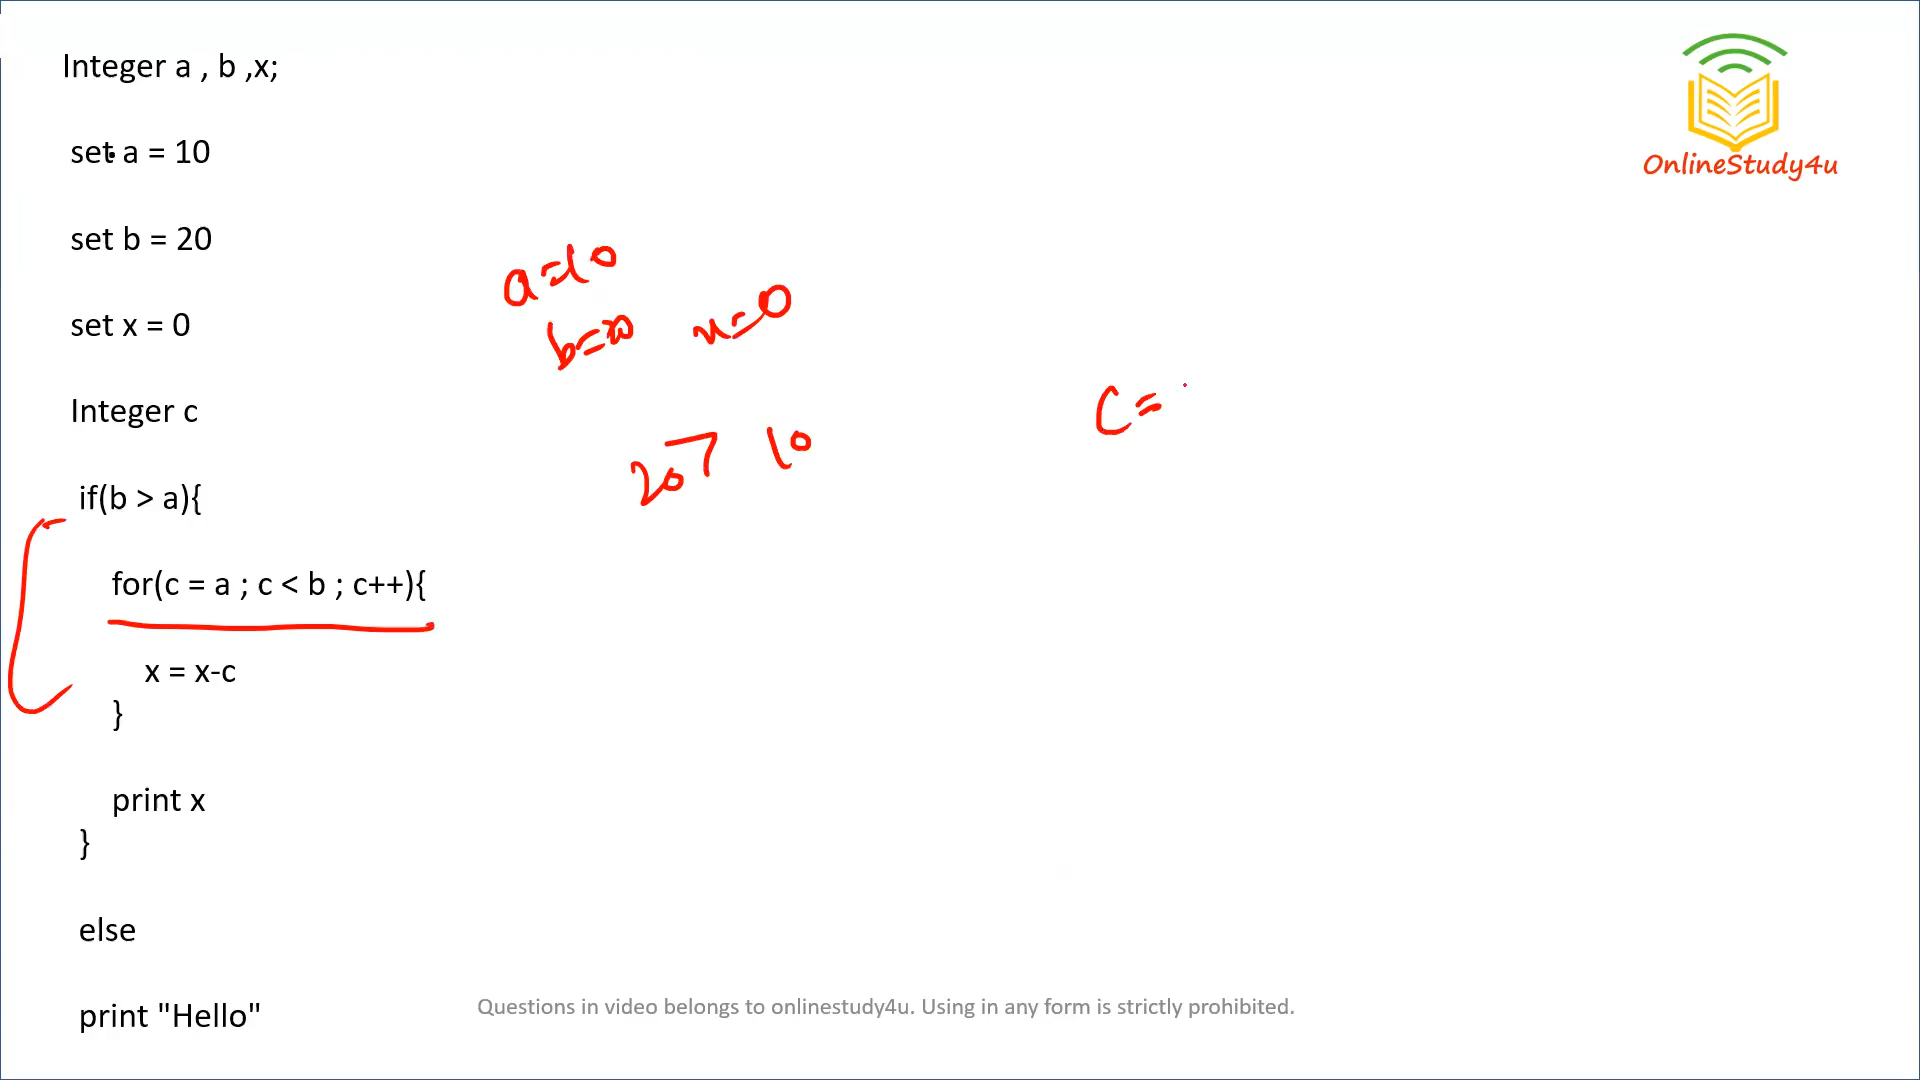 Integer a , b ,x;
OnlineStudy4u
set a = 10
set b = 20
a=10
set x = 0
b=20 x=0
Integer c
c=
20> 10
if(b > a){
for(c = a ; c < b ; c++){
x = x-c
}
print x
}
else
print "Hello"
Questions in video belongs to onlinestudy4u. Using in any form is strictly prohibited.